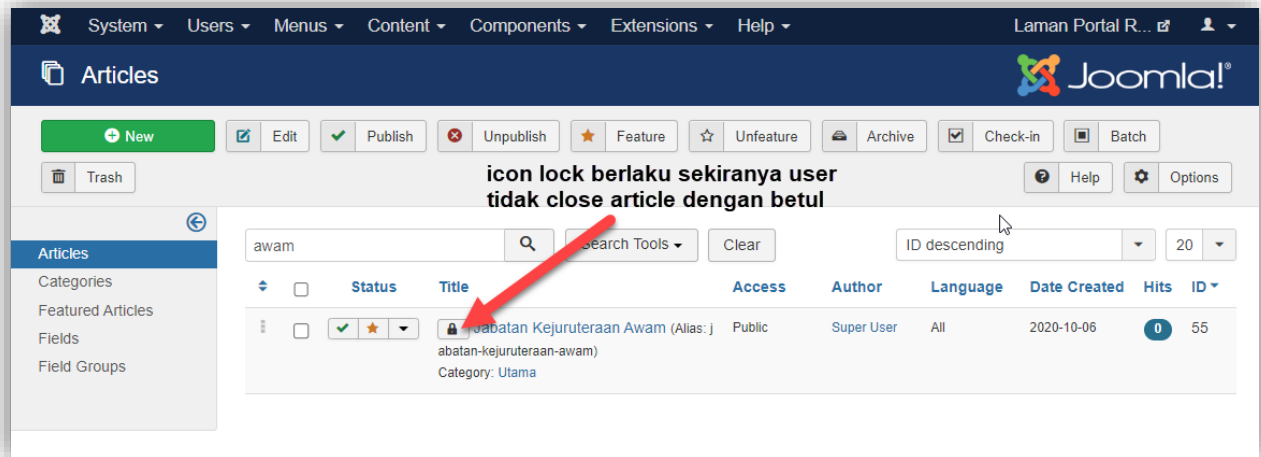 System Users Menus Content Components Extensions Help Laman Portal R...
Articles Joomla!®
New Edit Publish Unpublish Feature Unfeature Archive Check-in Batch
Trash Help Options
icon lock berlaku sekiranya user
tidak close article dengan betul
awam Search Tools Clear ID descending 20
Articles
Categories
Featured Articles
Fields
Field Groups
Status Title Access Author Language Date Created Hits ID
Jabatan Kejuruteraan Awam (Alias: j Public Super User All 2020-10-06 0 55
abatan-kejuruteraan-awam)
Category: Utama